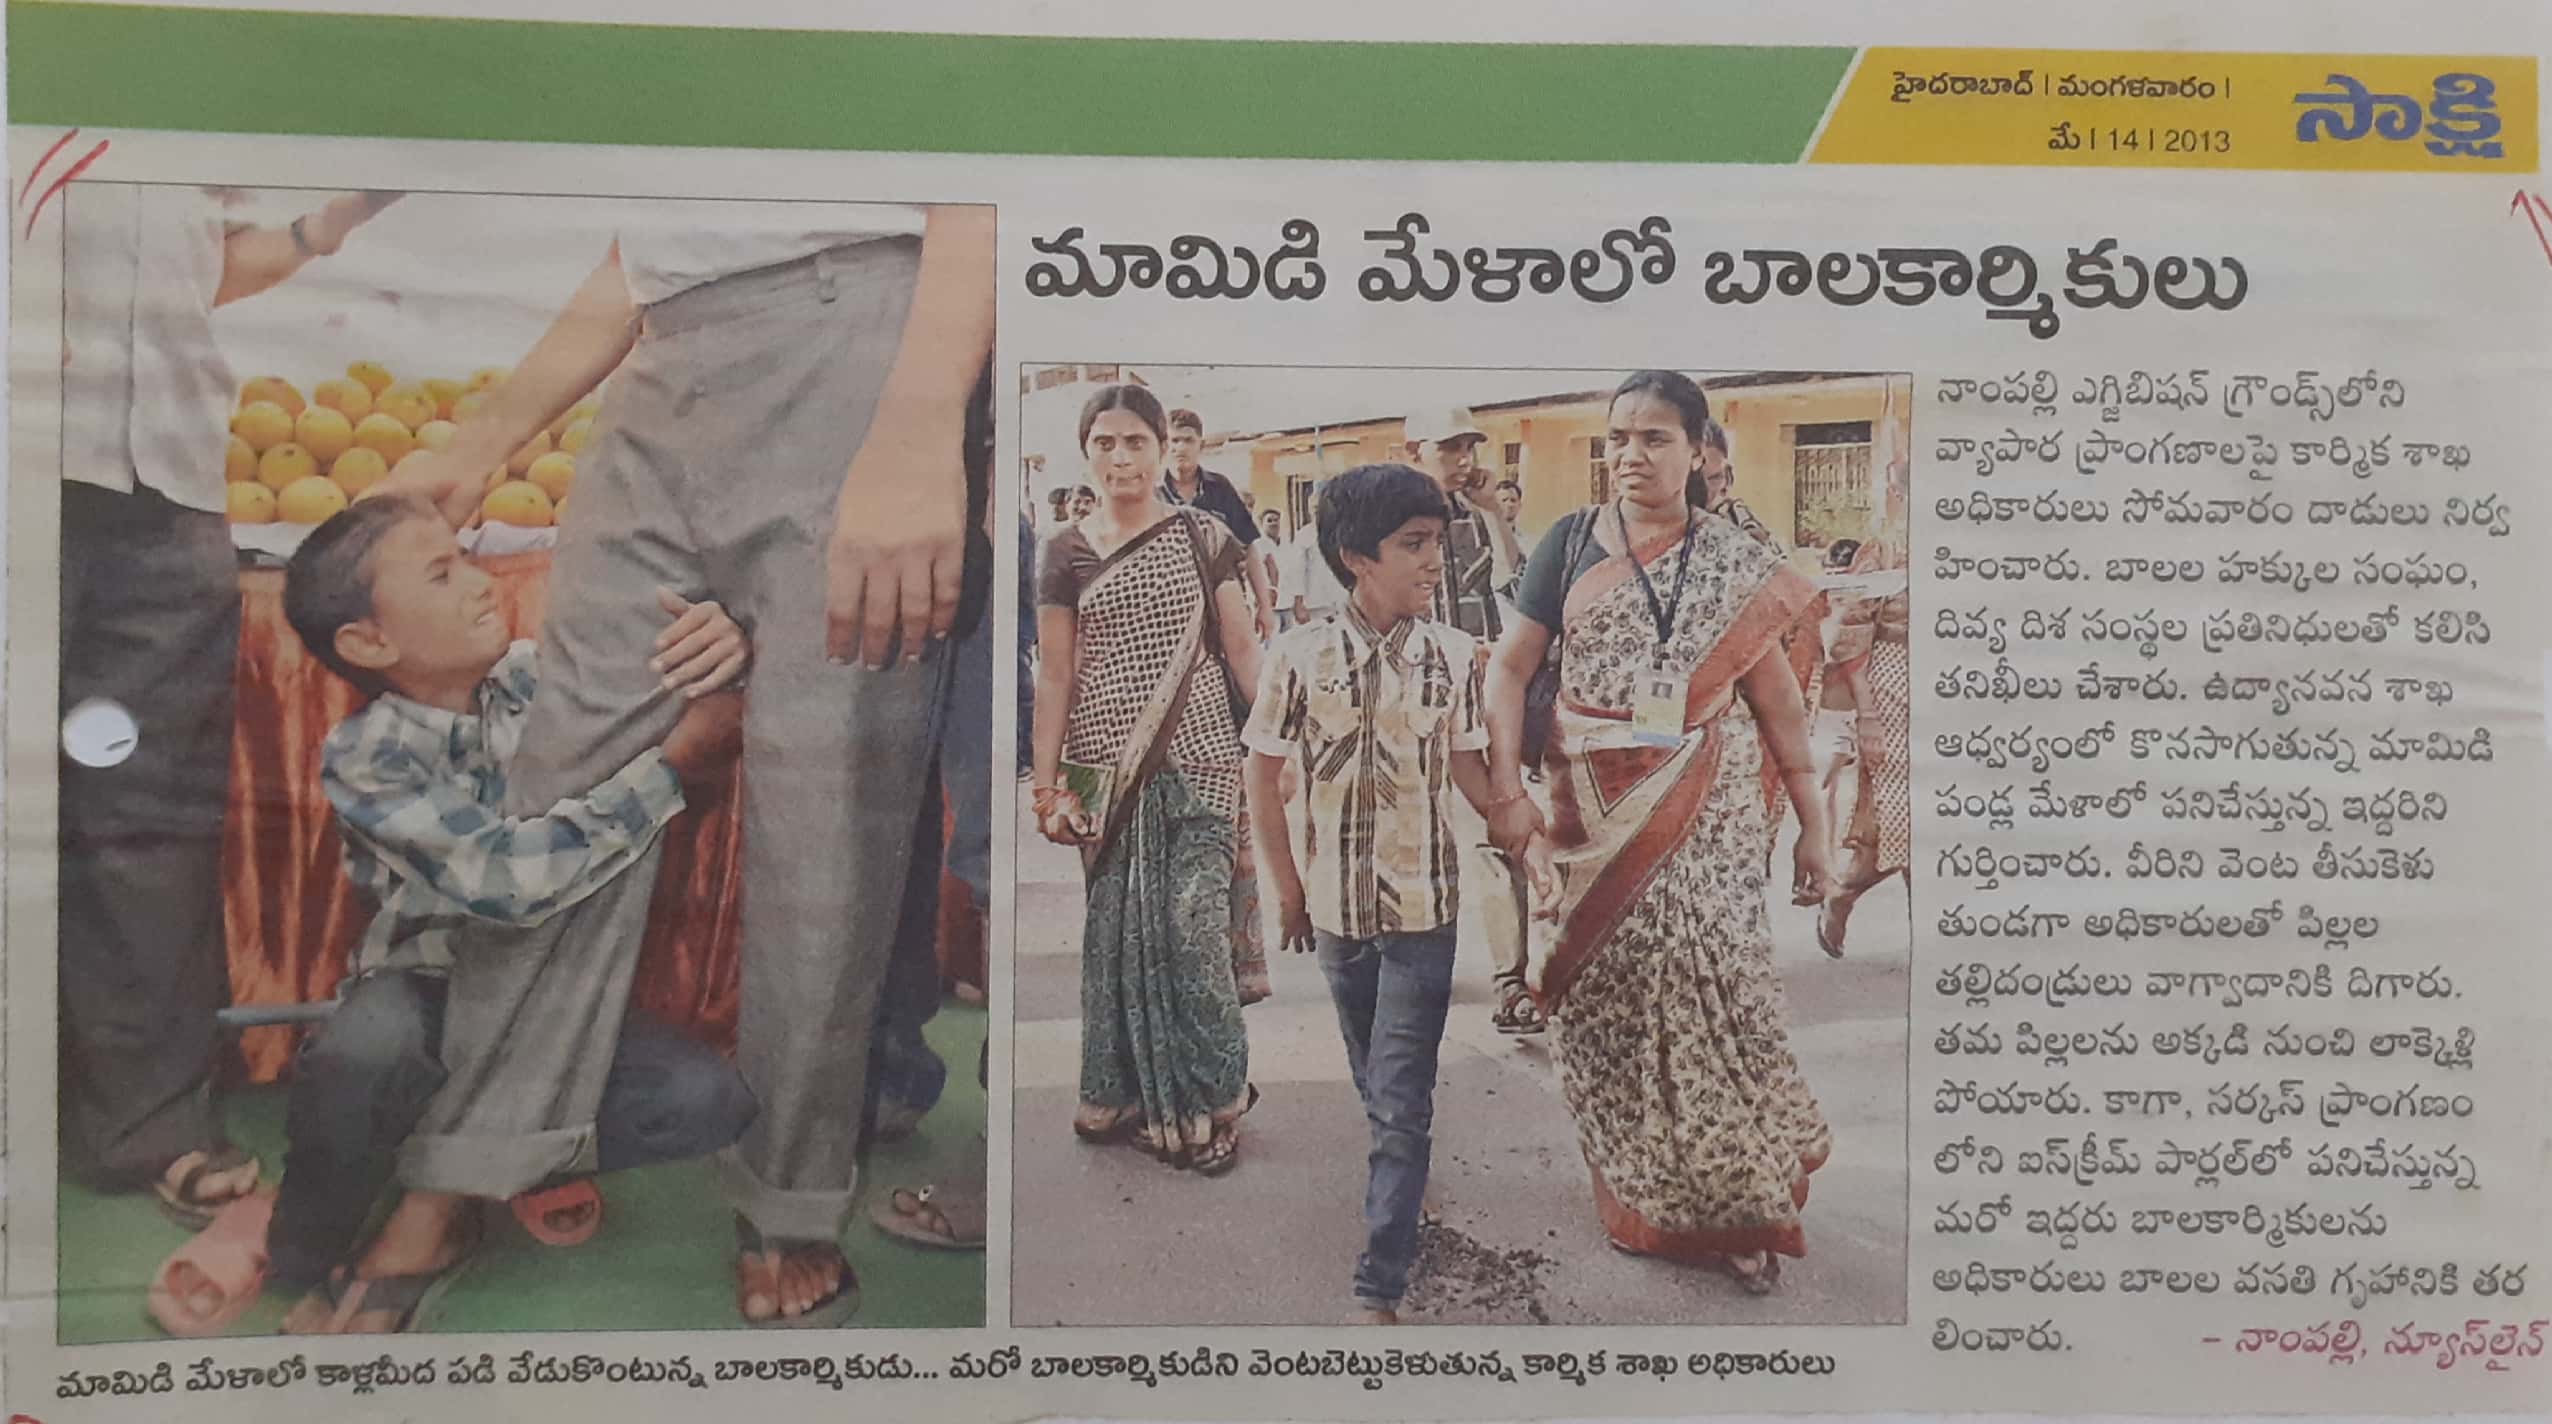 హైదరాబాద్ | మంగళవారం |
మే | 14 | 2013
సాక్షి
మామిడి మేళాలో బాలకార్మికులు
నాంపల్లి ఎగ్జిబిషన్ గ్రౌండ్స్‌లోని
వ్యాపార ప్రాంగణాలపై కార్మిక శాఖ
అధికారులు సోమవారం దాడులు నిర్వ
హించారు. బాలల హక్కుల సంఘం,
దివ్య దిశ సంస్థల ప్రతినిధులతో కలిసి
తనిఖీలు చేశారు. ఉద్యానవన శాఖ
ఆధ్వర్యంలో కొనసాగుతున్న మామిడి
పండ్ల మేళాలో పనిచేస్తున్న ఇద్దరిని
గుర్తించారు. వీరిని వెంట తీసుకెళు
తుండగా అధికారులతో పిల్లల
తల్లిదండ్రులు వాగ్వాదానికి దిగారు.
తమ పిల్లలను అక్కడి నుంచి లాక్కెళ్లి
పోయారు. కాగా, సర్కస్ ప్రాంగణం
లోని ఐస్‌క్రీమ్ పార్లల్‌లో పనిచేస్తున్న
మరో ఇద్దరు బాలకార్మికులను
అధికారులు బాలల వసతి గృహానికి తర
లించారు. – నాంపల్లి, న్యూస్‌లైన్
మామిడి మేళాలో కాళ్లమీద పడి వేడుకొంటున్న బాలకార్మికుడు... మరో బాలకార్మికుడిని వెంటబెట్టుకెళుతున్న కార్మిక శాఖ అధికారులు